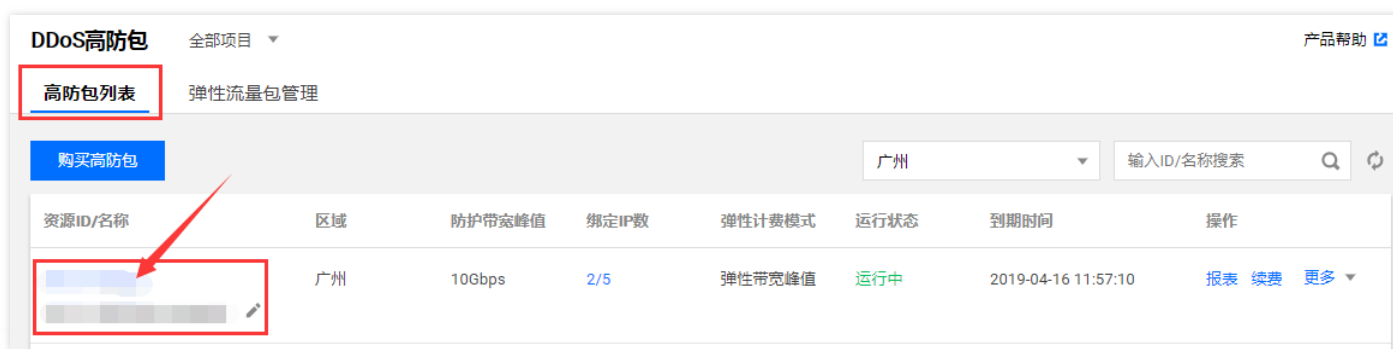 DDoS高防包 全部项目 产品帮助
高防包列表 弹性流量包管理
购买高防包 广州 输入ID/名称搜索
资源ID/名称 区域 防护带宽峰值 绑定IP数 弹性计费模式 运行状态 到期时间 操作
广州 10Gbps 2/5 弹性带宽峰值 运行中 2019-04-16 11:57:10 报表 续费 更多